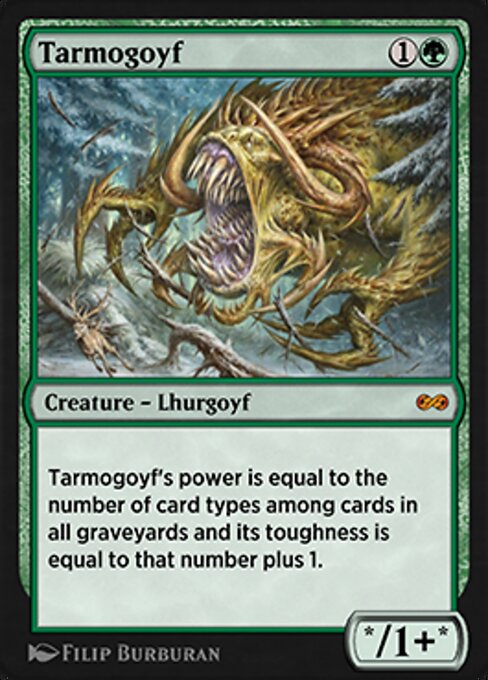 Tarmogoyf 1
Creature – Lhurgoyf
Tarmogoyf's power is equal to the
number of card types among cards in
all graveyards and its toughness is
equal to that number plus 1.
*/1+*
FILIP BURBURAN